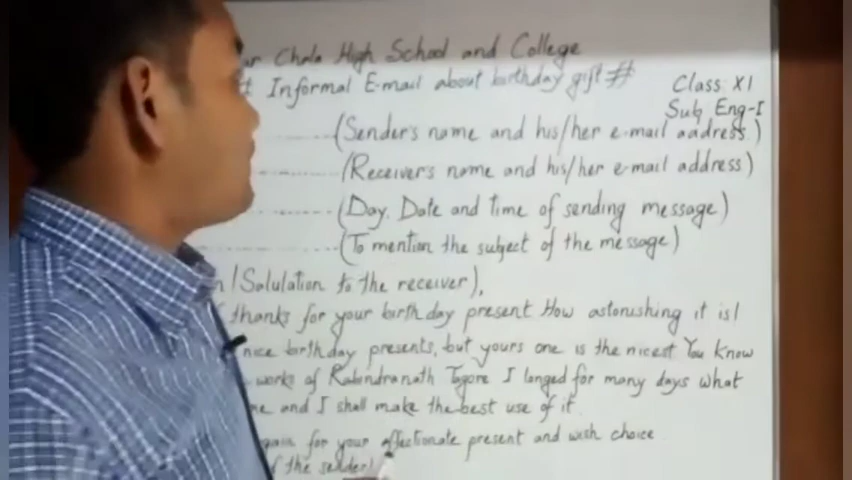 Chala High School and College
Informal E-mail about birthday gift #
Class XI
Sub Eng-I
(Sender's name and his/her e-mail address)
(Receiver's name and his/her e-mail address)
(Day, Date and time of sending message)
(To mention the subject of the message)
/Salulation to the receiver),
thanks for your birthday present How astonishing it is!
nice birthday presents, but yours one is the nicest You know
works of Rabindranath Tagore I longed for many days what
and I shall make the best use of it.
for your affectionate present and wish choice
of the sender)